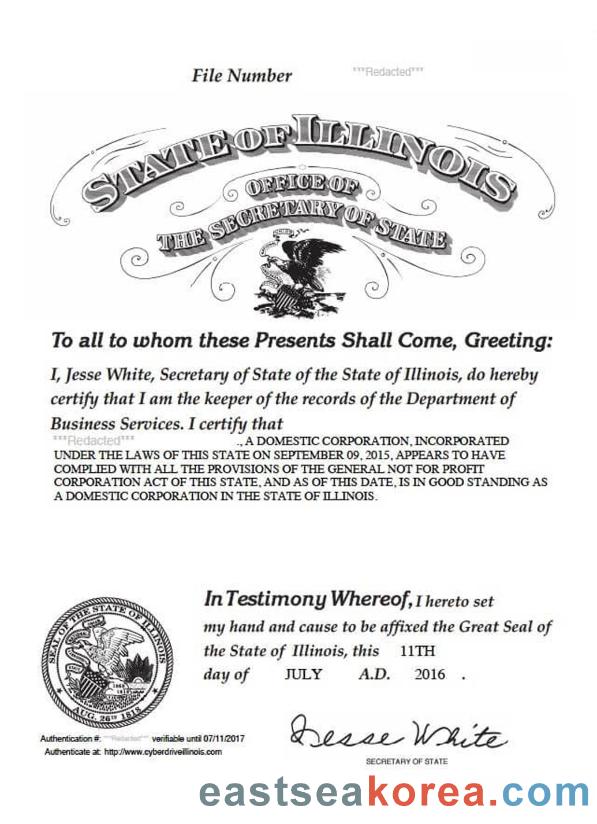 File Number ***Redacted***
STATE OF ILLINOIS
OFFICE OF
THE SECRETARY OF STATE
To all to whom these Presents Shall Come, Greeting:
I, Jesse White, Secretary of State of the State of Illinois, do hereby
certify that I am the keeper of the records of the Department of
Business Services. I certify that
***Redacted*** ., A DOMESTIC CORPORATION, INCORPORATED
UNDER THE LAWS OF THIS STATE ON SEPTEMBER 09, 2015, APPEARS TO HAVE
COMPLIED WITH ALL THE PROVISIONS OF THE GENERAL NOT FOR PROFIT
CORPORATION ACT OF THIS STATE, AND AS OF THIS DATE, IS IN GOOD STANDING AS
A DOMESTIC CORPORATION IN THE STATE OF ILLINOIS.
In Testimony Whereof, I hereto set
my hand and cause to be affixed the Great Seal of
the State of Illinois, this 11TH
day of JULY A.D. 2016 .
SEAL OF THE STATE OF ILLINOIS
AUG. 26TH 1818
Authentication #: ***Redacted*** verifiable until 07/11/2017
Authenticate at: http://www.cyberdriveillinois.com
Jesse White
SECRETARY OF STATE
eastseakorea.com